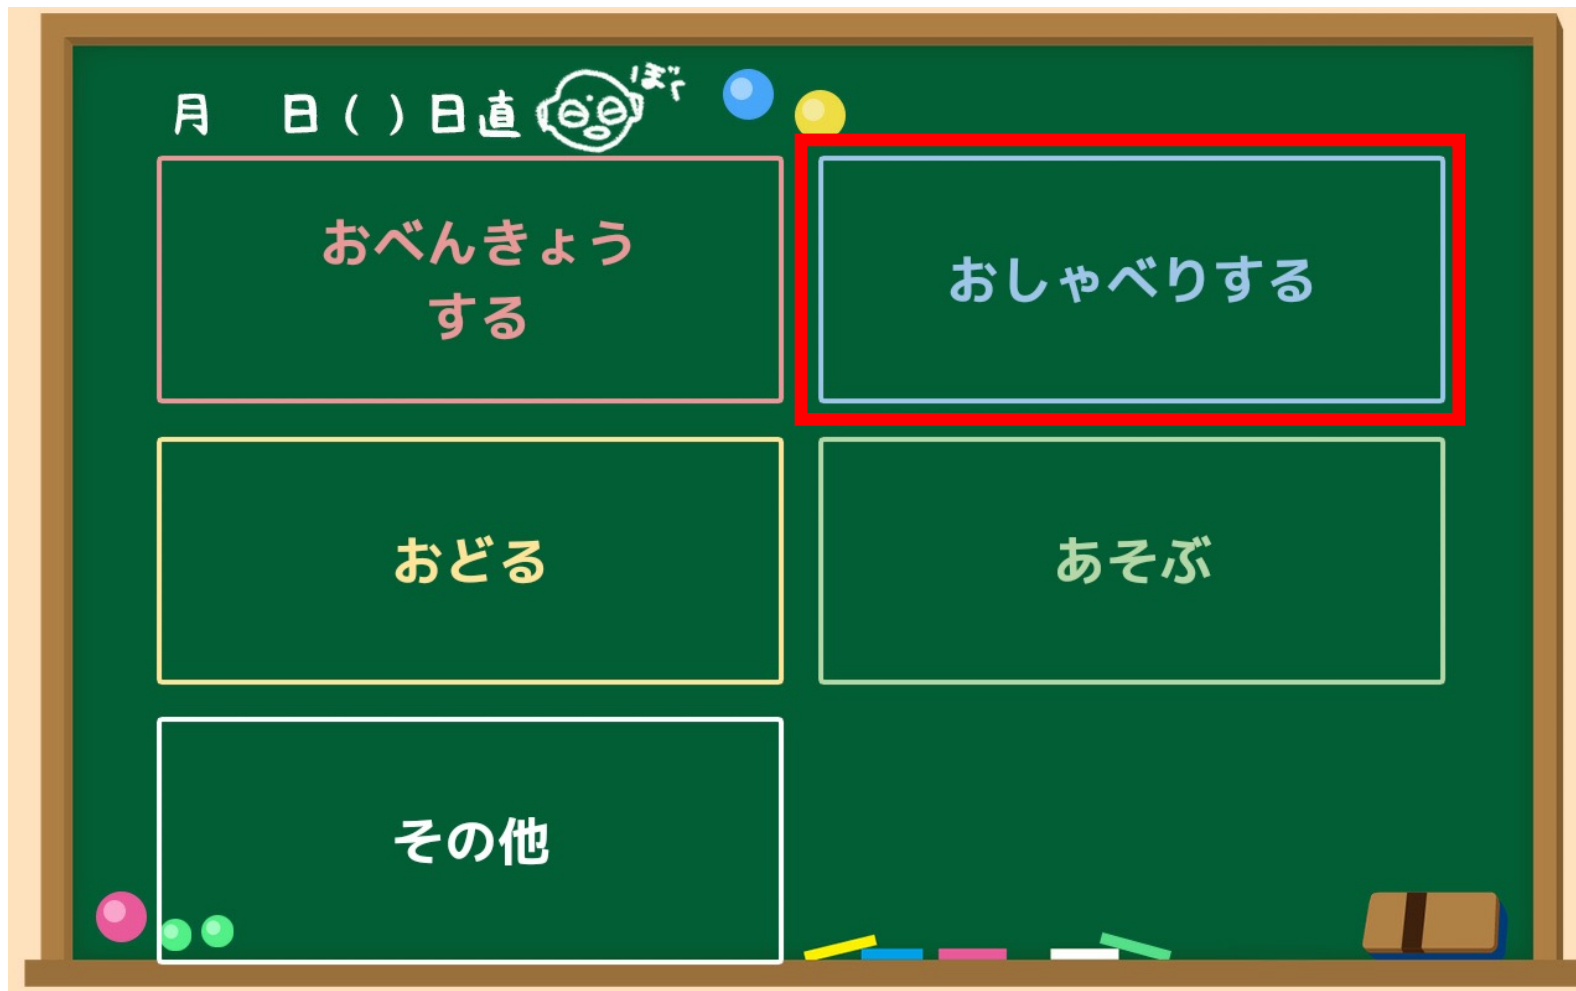 月　日（ ）日直
ぼく
おべんきょう
する
おしゃべりする
おどる
あそぶ
その他